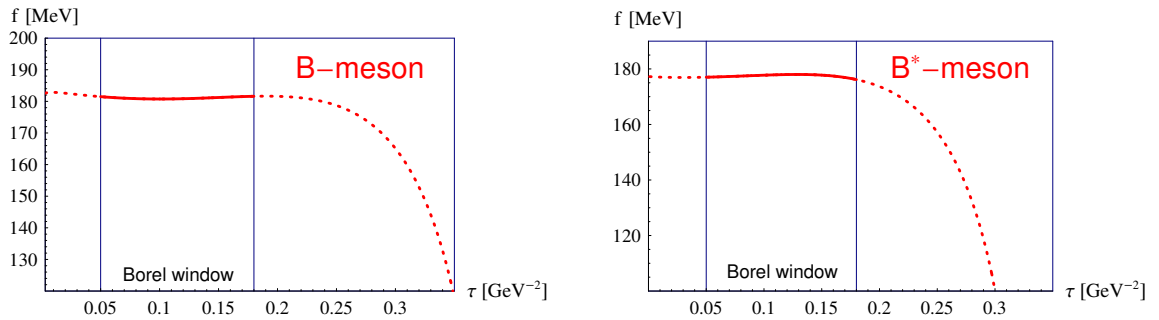 f [MeV]
200
190
180
170
160
150
140
130
B−meson
Borel window
0.05 0.1 0.15 0.2 0.25 0.3
τ [GeV⁻²]
f [MeV]
180
160
140
120
B*−meson
Borel window
0.05 0.1 0.15 0.2 0.25 0.3
τ [GeV⁻²]